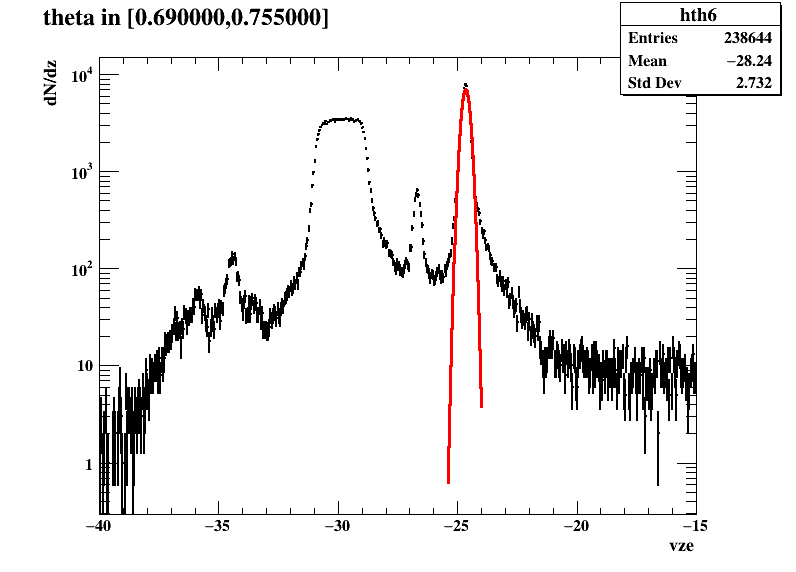 theta in [0.690000,0.755000]
hth6
Entries 238644
Mean −28.24
Std Dev 2.732
dN/dz
10^4
10^3
10^2
10
1
−40 −35 −30 −25 −20 −15
vze